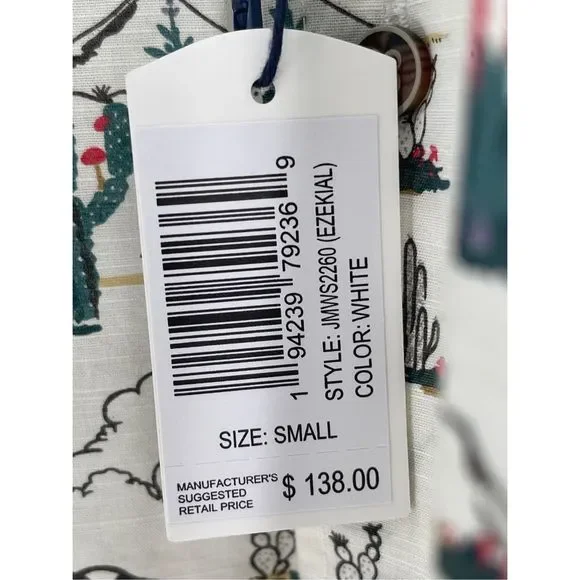 1 94239 79236 9
STYLE: JMWS2260 (EZEKIAL)
COLOR: WHITE
SIZE: SMALL
MANUFACTURER'S
SUGGESTED
RETAIL PRICE
$ 138.00